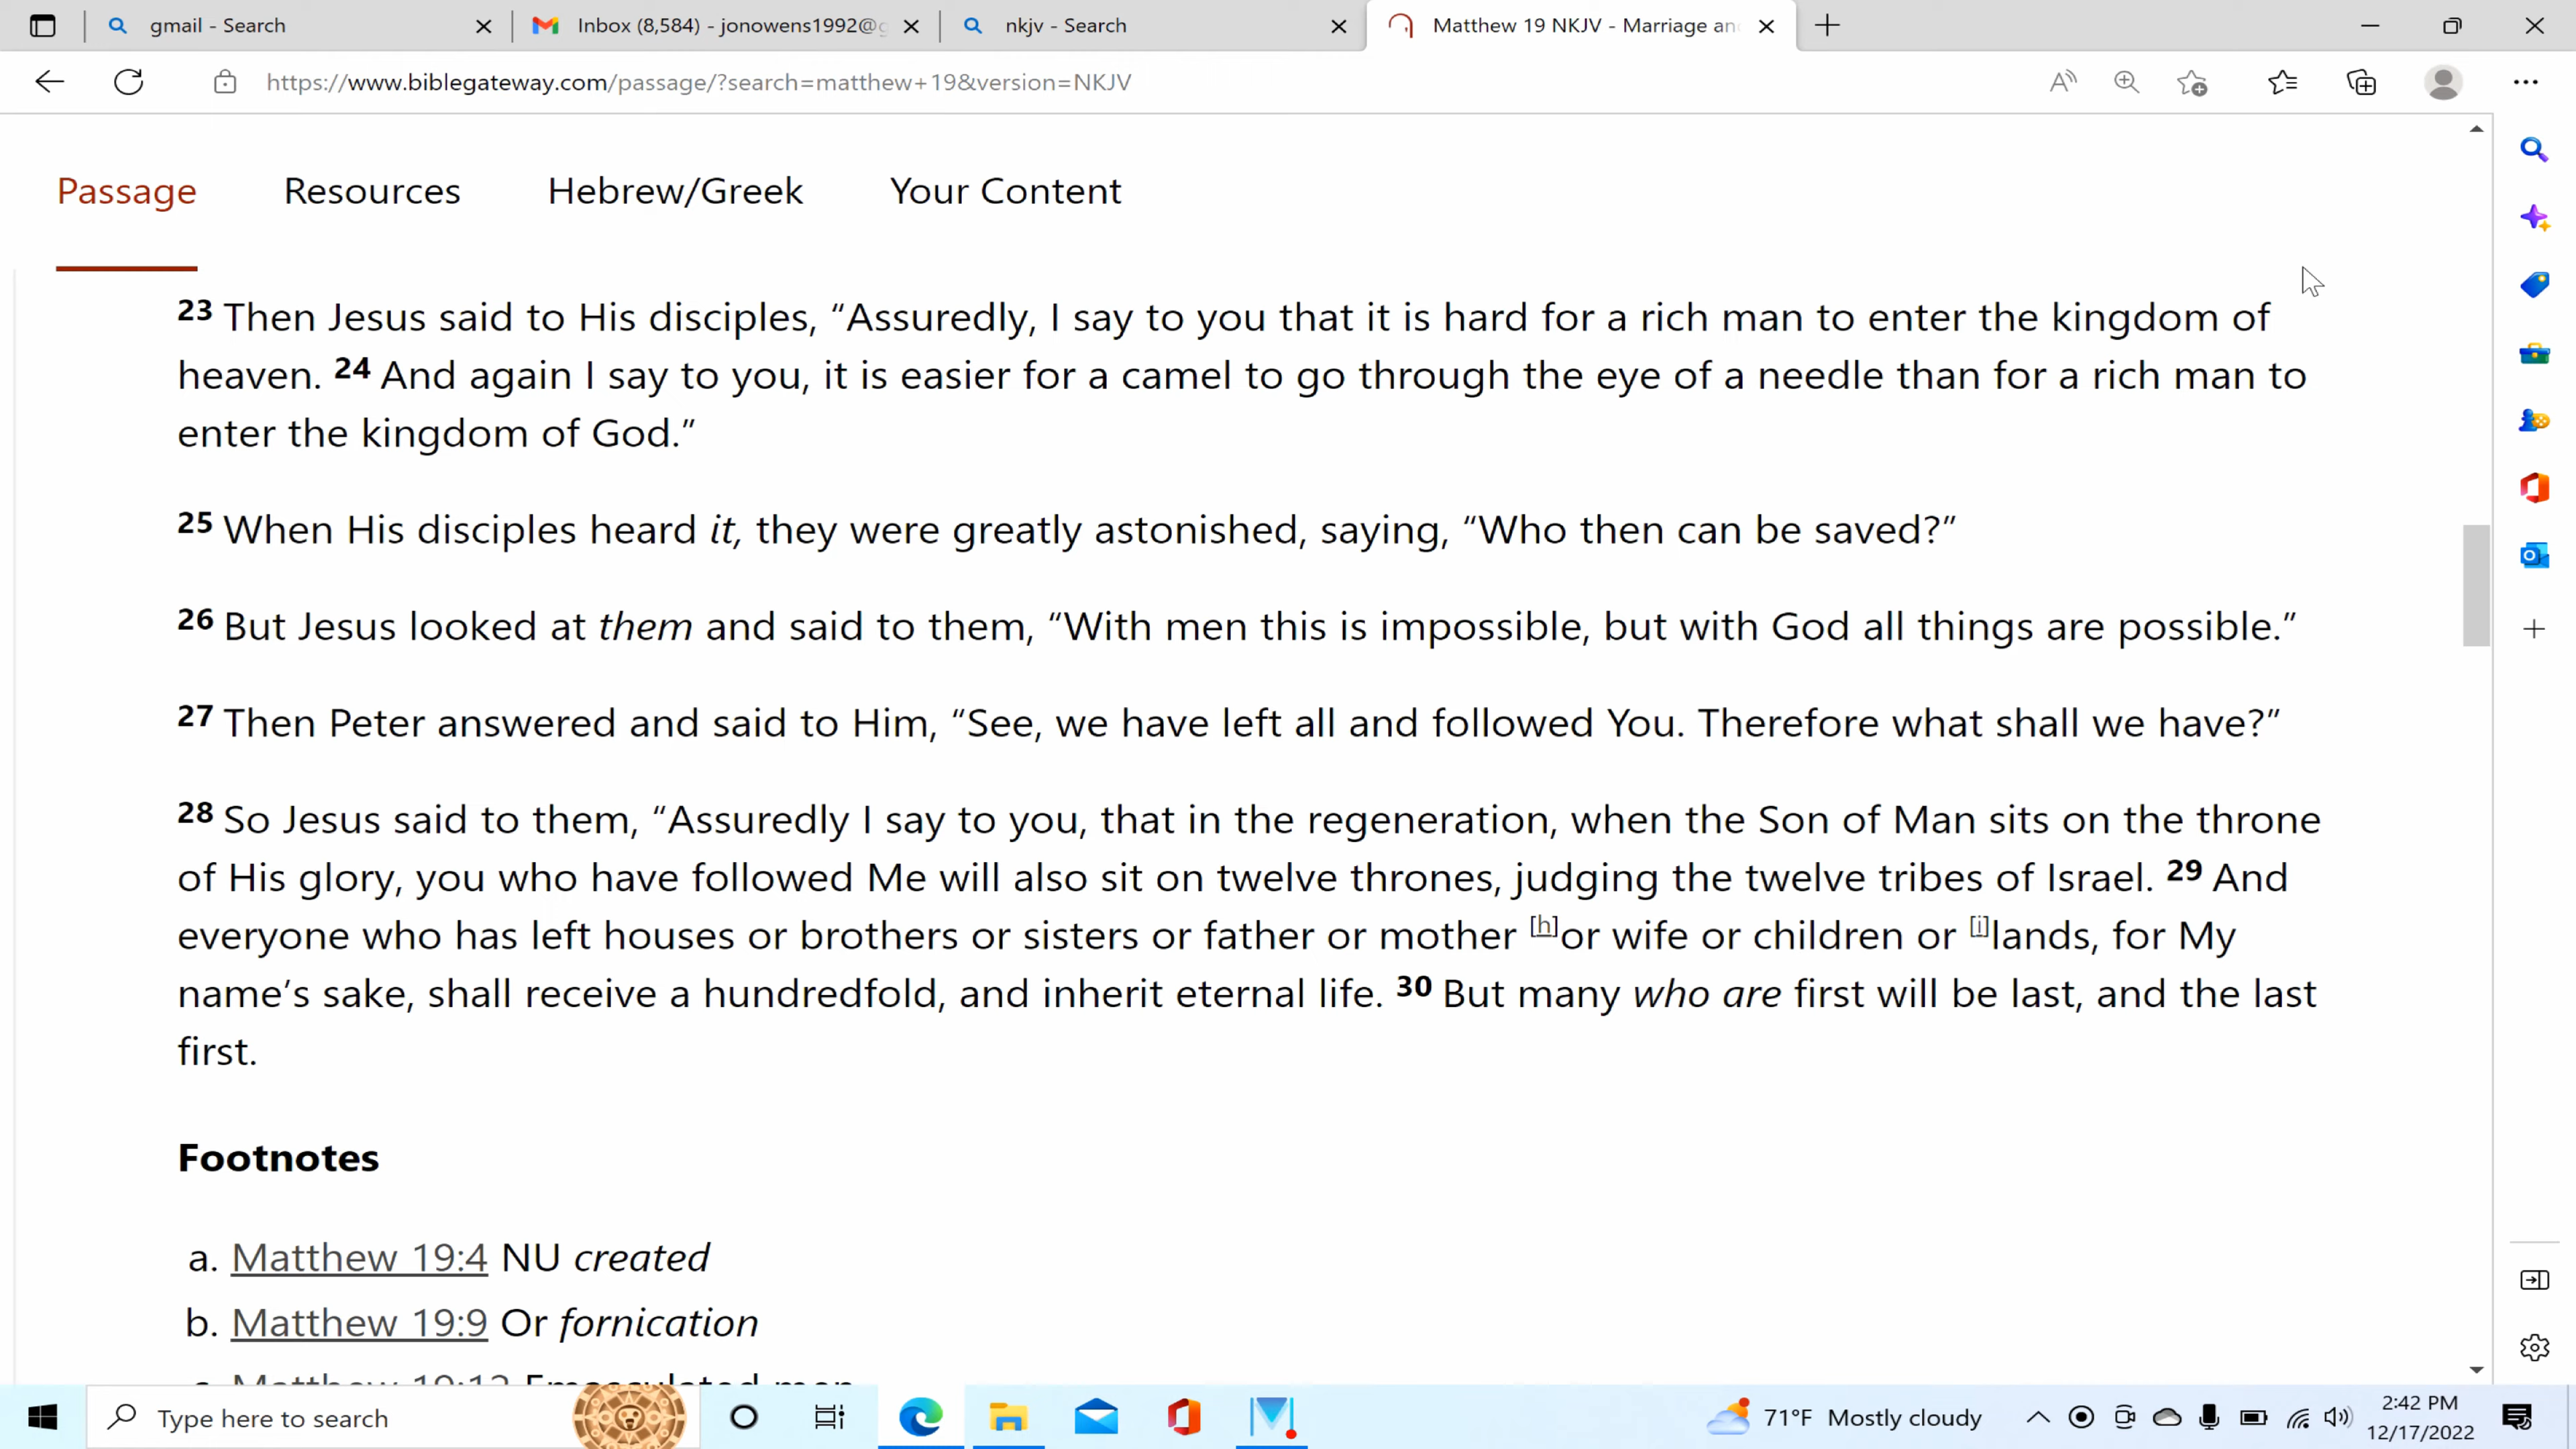 gmail - Search
Inbox (8,584) - jonowens1992@g
nkjv - Search
Matthew 19 NKJV - Marriage an
https://www.biblegateway.com/passage/?search=matthew+19&version=NKJV
Passage Resources Hebrew/Greek Your Content
23 Then Jesus said to His disciples, “Assuredly, I say to you that it is hard for a rich man to enter the kingdom of
heaven. 24 And again I say to you, it is easier for a camel to go through the eye of a needle than for a rich man to
enter the kingdom of God.”
25 When His disciples heard it, they were greatly astonished, saying, “Who then can be saved?”
26 But Jesus looked at them and said to them, “With men this is impossible, but with God all things are possible.”
27 Then Peter answered and said to Him, “See, we have left all and followed You. Therefore what shall we have?”
28 So Jesus said to them, “Assuredly I say to you, that in the regeneration, when the Son of Man sits on the throne
of His glory, you who have followed Me will also sit on twelve thrones, judging the twelve tribes of Israel. 29 And
everyone who has left houses or brothers or sisters or father or mother [h]or wife or children or [i]lands, for My
name’s sake, shall receive a hundredfold, and inherit eternal life. 30 But many who are first will be last, and the last
first.
Footnotes
a. Matthew 19:4 NU created
b. Matthew 19:9 Or fornication
c. Matthew 19:12 Emasculated men
Type here to search
71°F Mostly cloudy
2:42 PM
12/17/2022